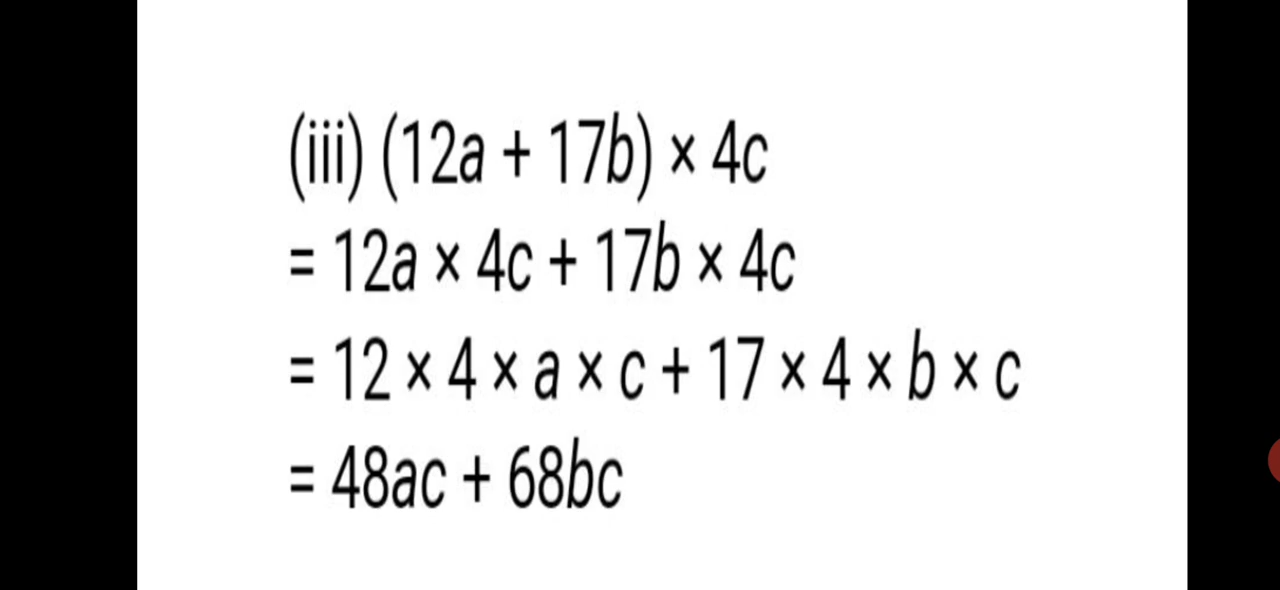 (iii) (12a + 17b) × 4c
= 12a × 4c + 17b × 4c
= 12 × 4 × a × c + 17 × 4 × b × c
= 48ac + 68bc